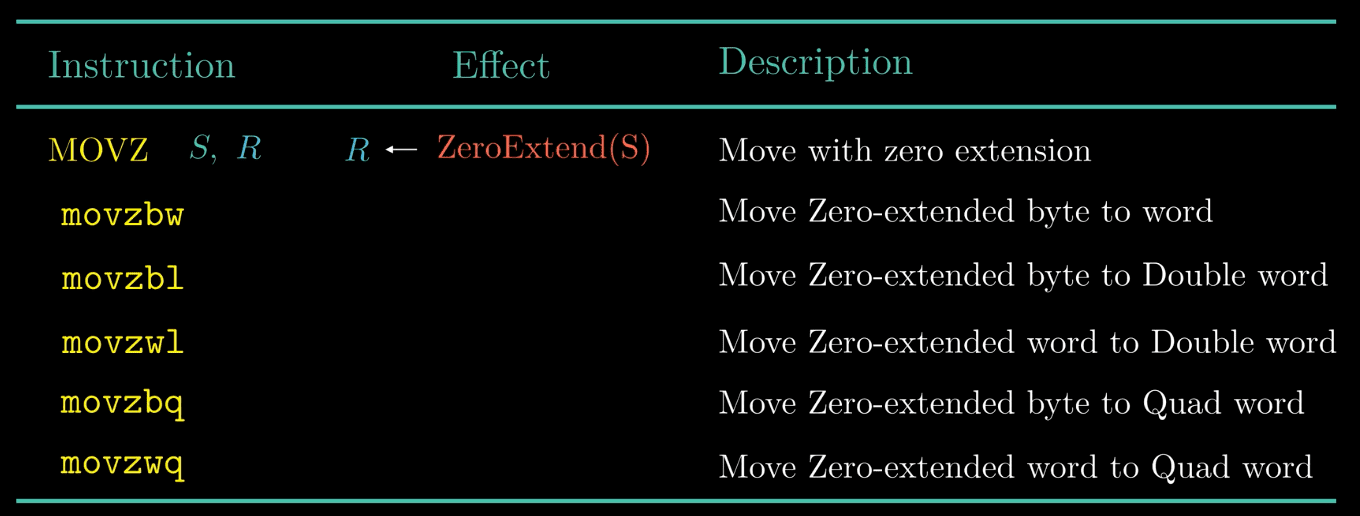 Instruction Effect Description
MOVZ S, R R ← ZeroExtend(S) Move with zero extension
movzbw Move Zero-extended byte to word
movzbl Move Zero-extended byte to Double word
movzwl Move Zero-extended word to Double word
movzbq Move Zero-extended byte to Quad word
movzwq Move Zero-extended word to Quad word